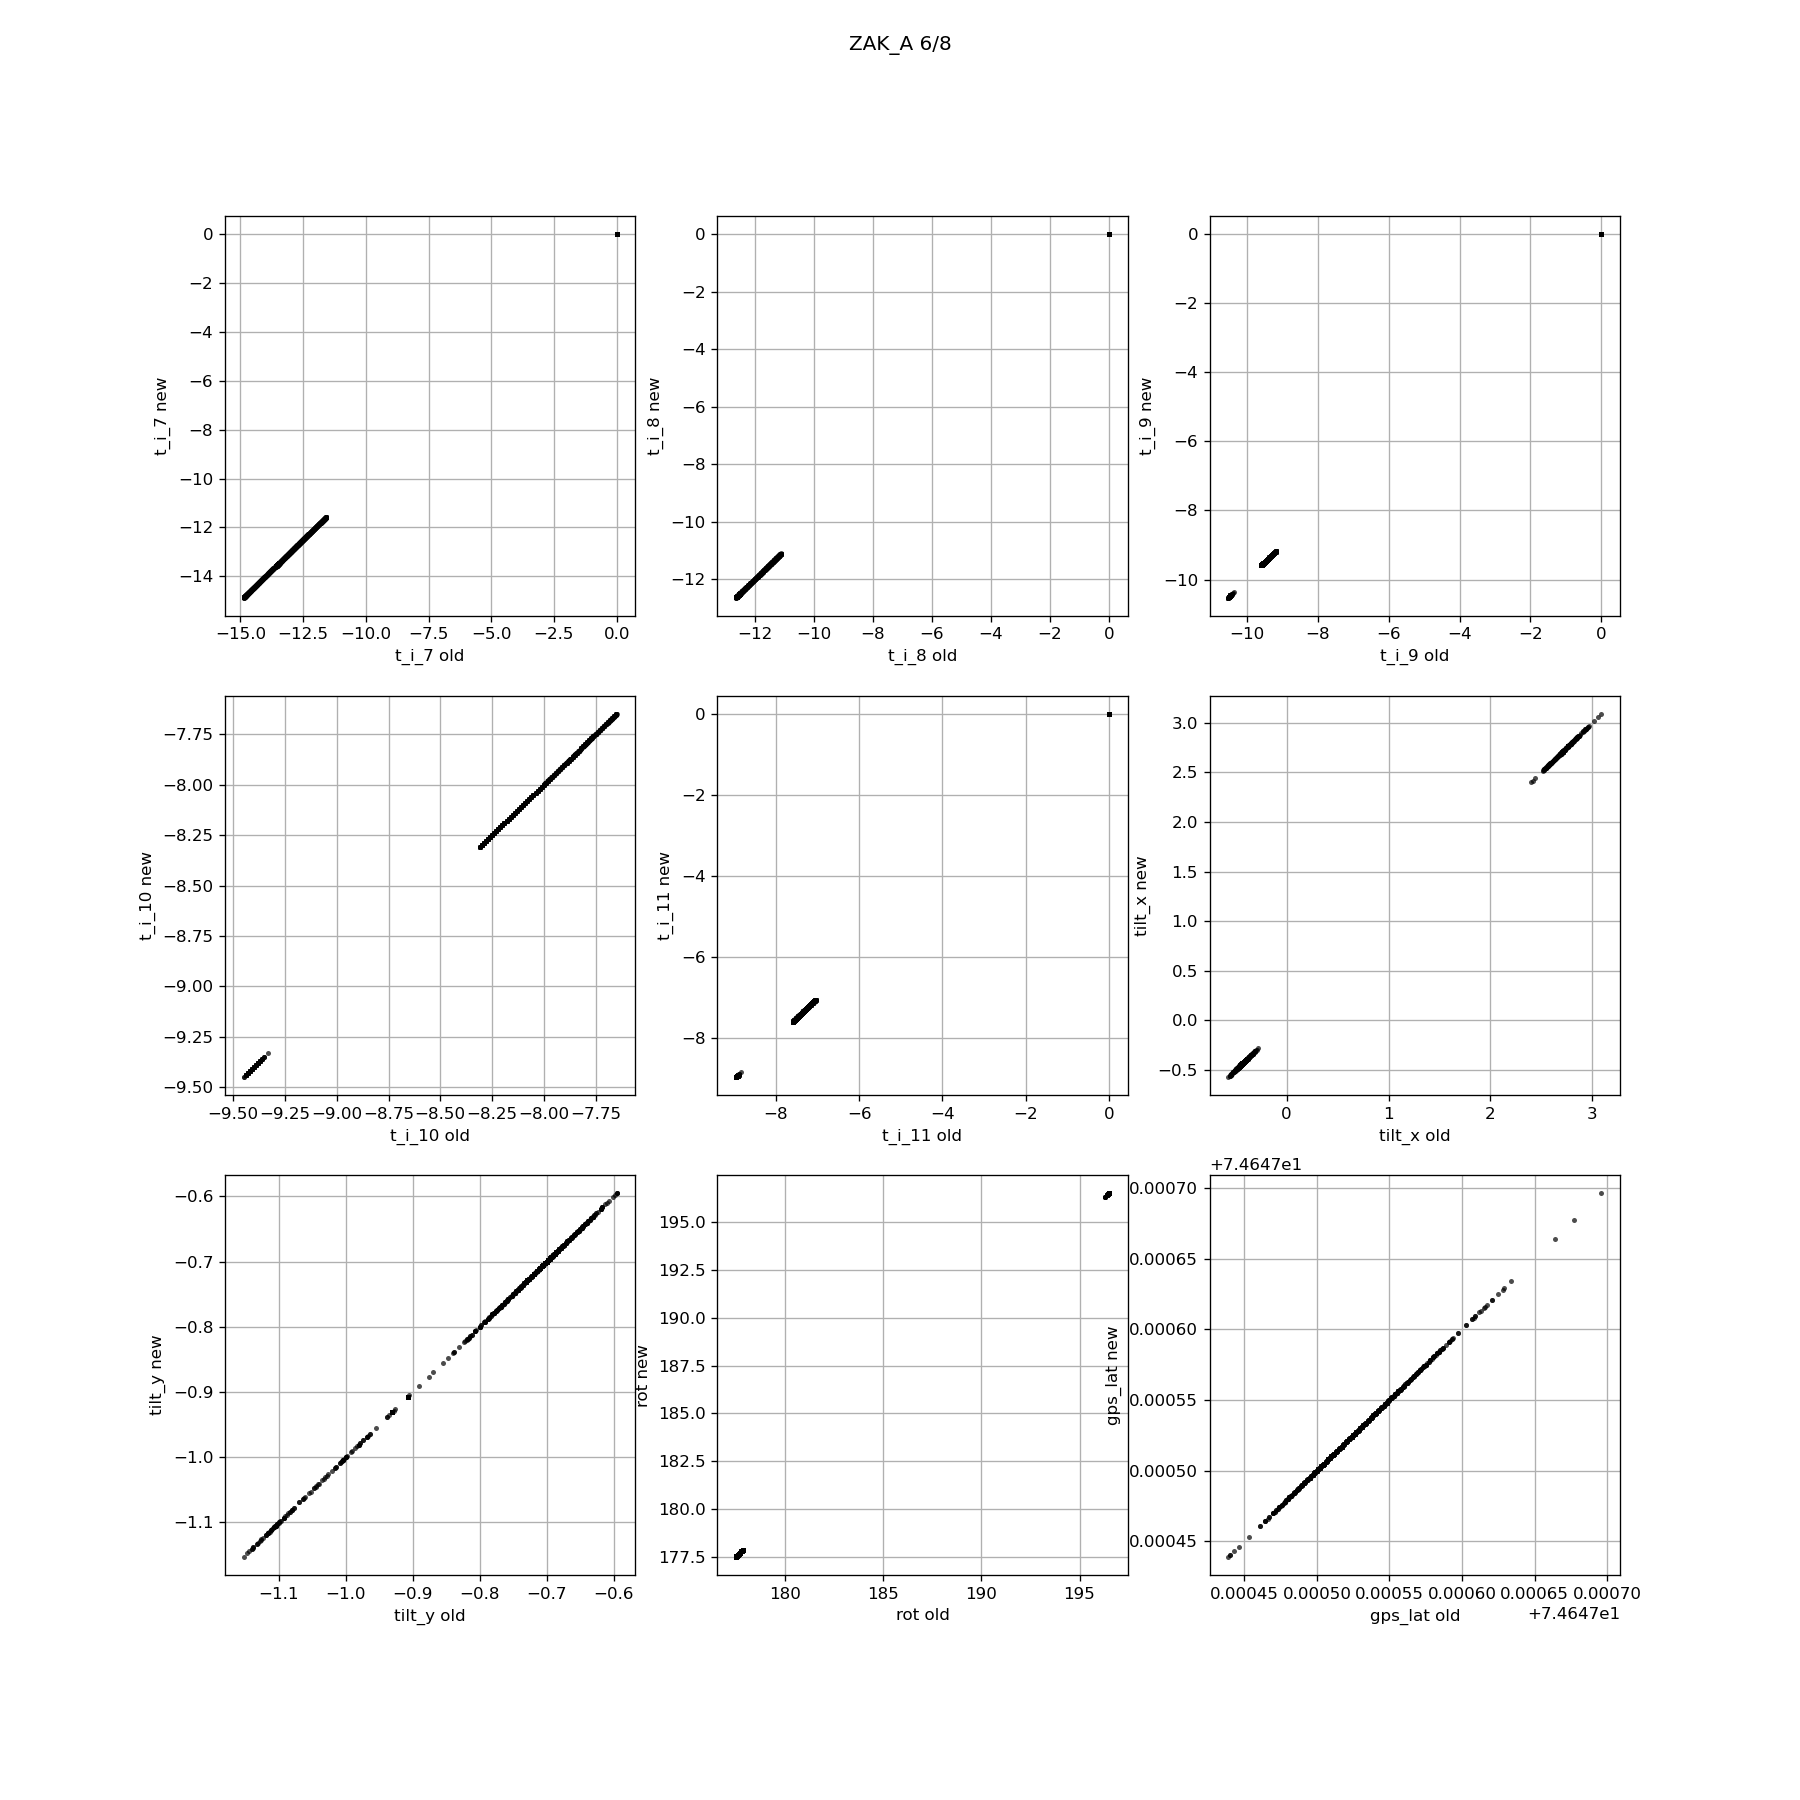 ZAK_A 6/8
0
−2
−4
−6
−8
−10
−12
−14
t_i_7 new
−15.0 −12.5 −10.0 −7.5 −5.0 −2.5 0.0
t_i_7 old
0
−2
−4
−6
−8
−10
−12
t_i_8 new
−12 −10 −8 −6 −4 −2 0
t_i_8 old
0
−2
−4
−6
−8
−10
t_i_9 new
−10 −8 −6 −4 −2 0
t_i_9 old
−7.75
−8.00
−8.25
−8.50
−8.75
−9.00
−9.25
−9.50
t_i_10 new
−9.50 −9.25 −9.00 −8.75 −8.50 −8.25 −8.00 −7.75
t_i_10 old
0
−2
−4
−6
−8
t_i_11 new
−8 −6 −4 −2 0
t_i_11 old
3.0
2.5
2.0
1.5
1.0
0.5
0.0
−0.5
tilt_x new
0 1 2 3
tilt_x old
−0.6
−0.7
−0.8
−0.9
−1.0
−1.1
tilt_y new
−1.1 −1.0 −0.9 −0.8 −0.7 −0.6
tilt_y old
195.0
192.5
190.0
187.5
185.0
182.5
180.0
177.5
rot new
180 185 190 195
rot old
+7.4647e1
0.00070
0.00065
0.00060
0.00055
0.00050
0.00045
gps_lat new
0.00045 0.00050 0.00055 0.00060 0.00065 0.00070
gps_lat old
+7.4647e1